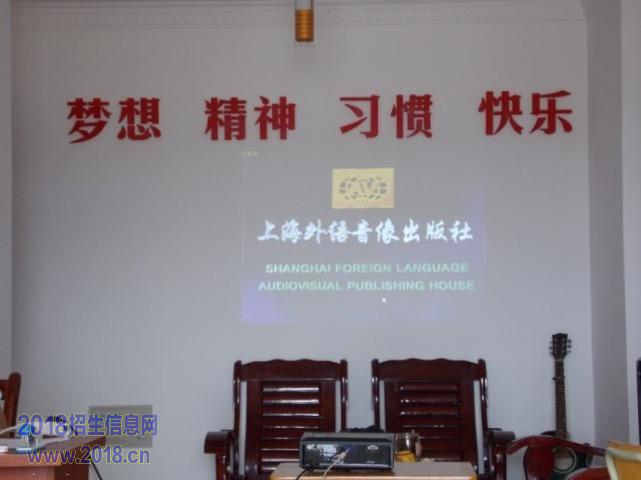 梦想 精神 习惯 快乐
上海外语音像出版社
SHANGHAI FOREIGN LANGUAGE
AUDIOVISUAL PUBLISHING HOUSE
2018招生信息网
www.2018.cn